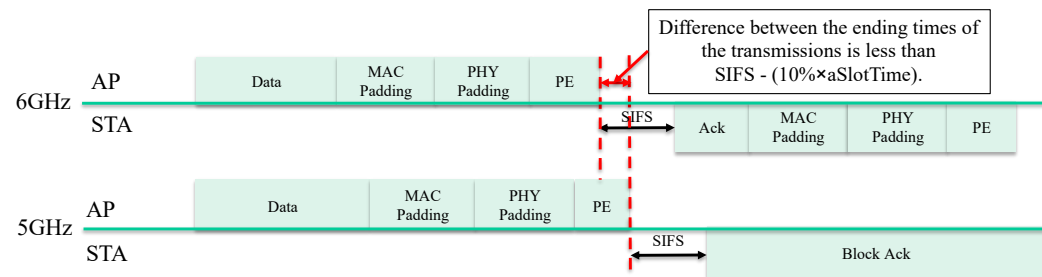 Difference between the ending times of
the transmissions is less than
SIFS - (10%×aSlotTime).
6GHz
AP
STA
Data
MAC
Padding
PHY
Padding
PE
SIFS
Ack
MAC
Padding
PHY
Padding
PE
5GHz
AP
STA
Data
MAC
Padding
PHY
Padding
PE
SIFS
Block Ack